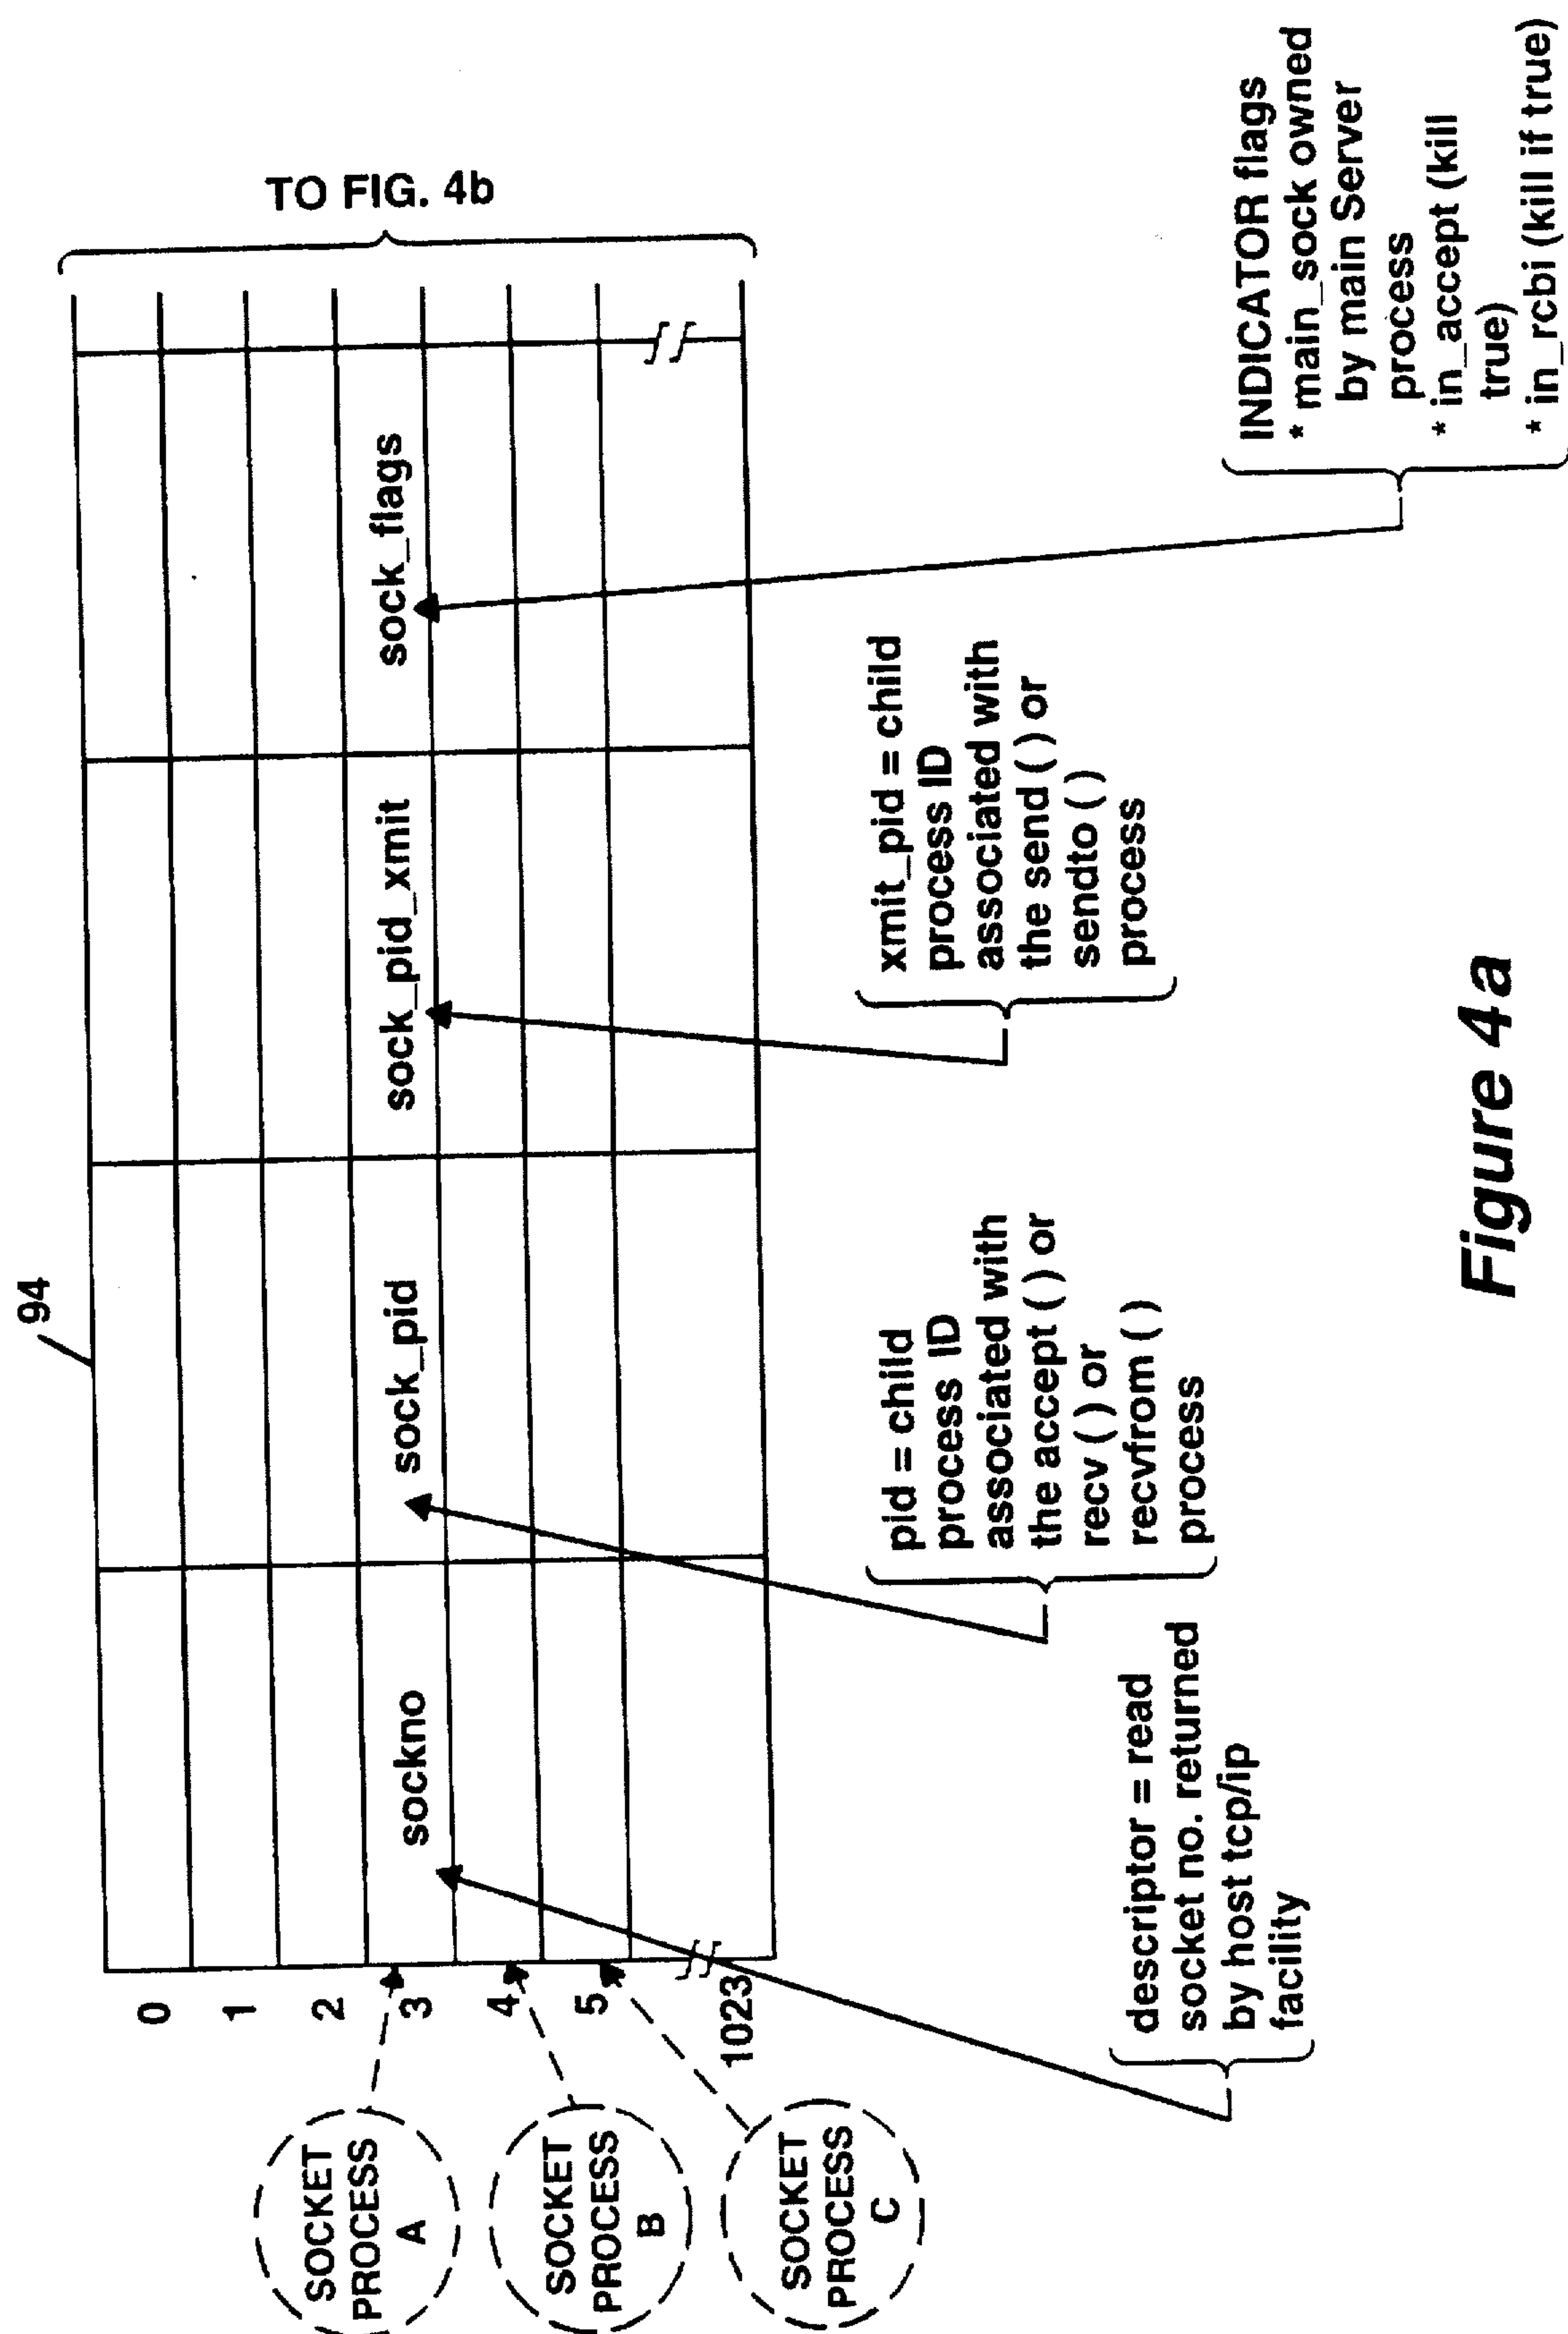 94
TO FIG. 4b
0
1
2
3
4
5
1023
sockno
sock_pid
sock_pid_xmit
sock_flags
SOCKET
PROCESS
A
SOCKET
PROCESS
B
SOCKET
PROCESS
C
descriptor = read
socket no. returned
by host tcp/ip
facility
pid = child
process ID
associated with
the accept ( ) or
recv ( ) or
recvfrom ( )
process
xmit_pid = child
process ID
associated with
the send ( ) or
sendto ( )
process
INDICATOR flags
* main_sock owned
by main Server
process
* in_accept (kill
true)
* in_rcbi (kill if true)
Figure 4a